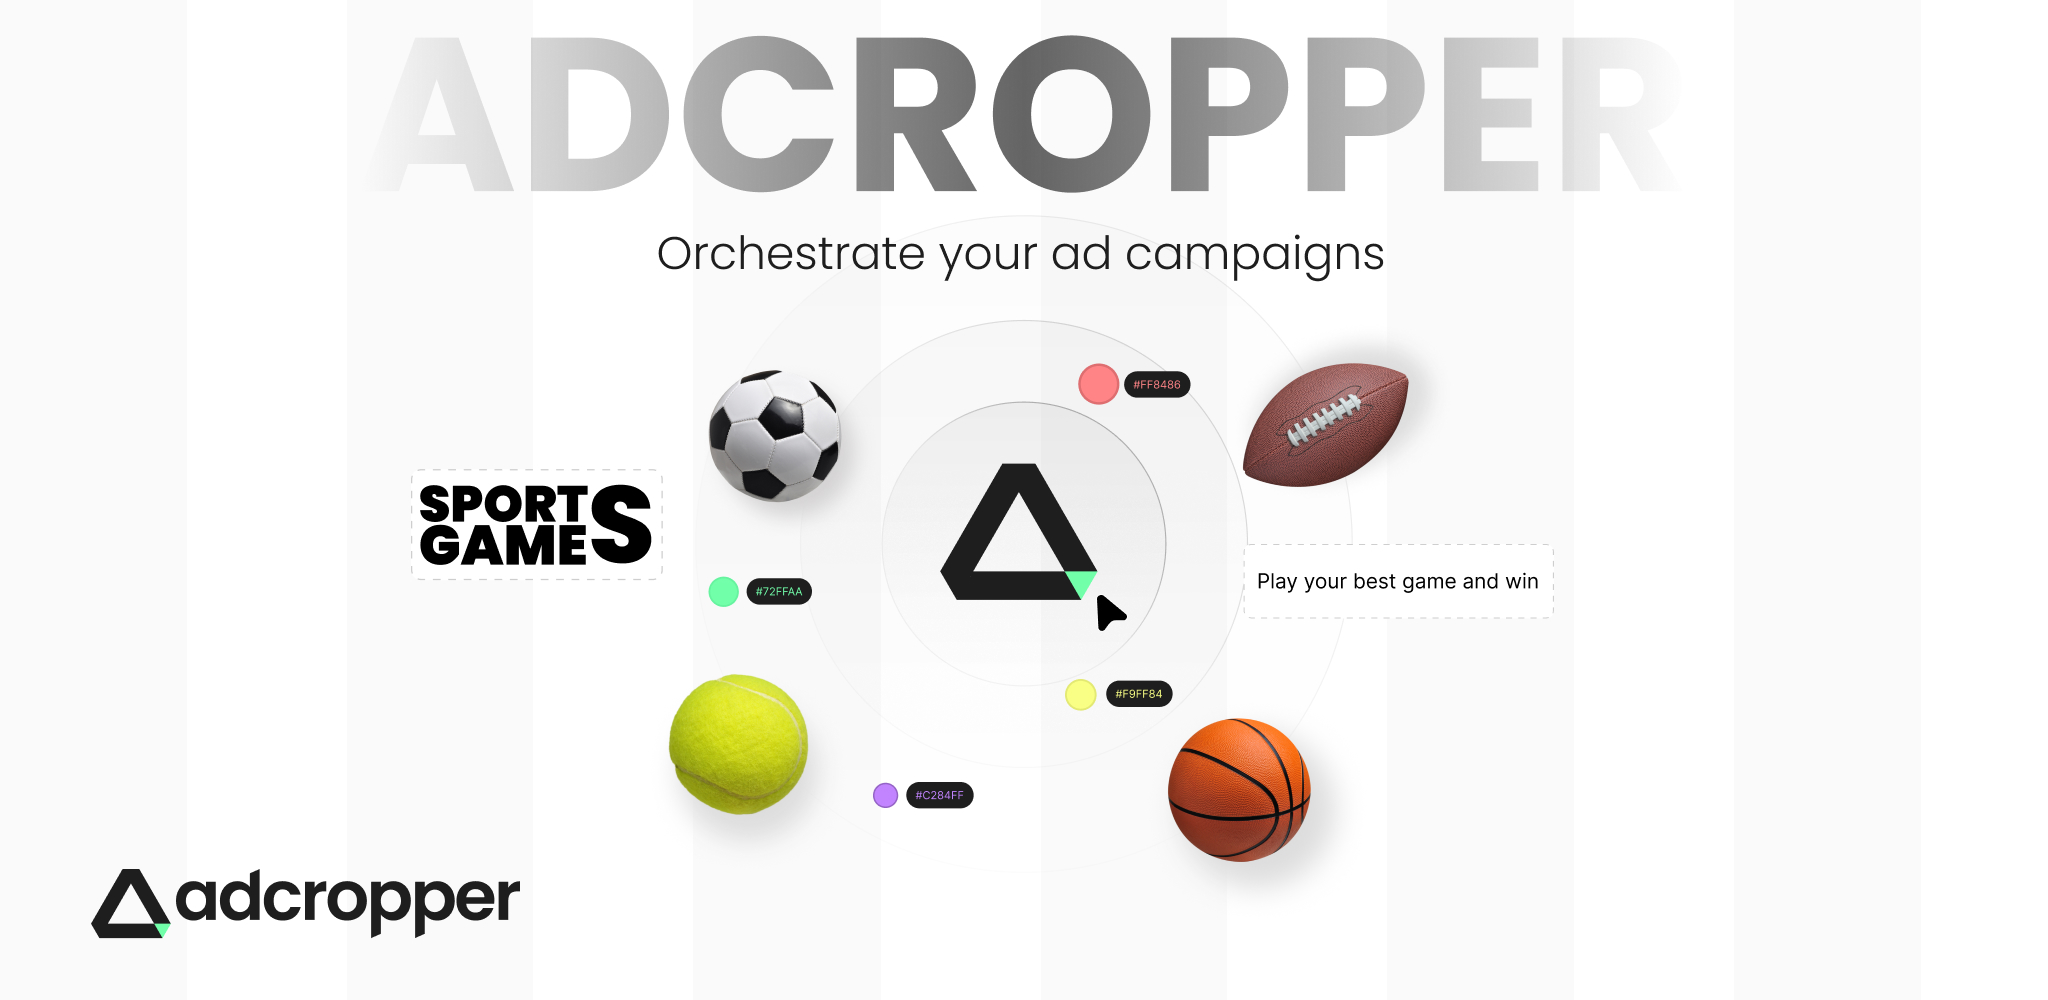 ADCROPPER
Orchestrate your ad campaigns
#FF8486
SPORTS
GAMES
#72FFAA
Play your best game and win
#F9FF84
#C284FF
adcropper